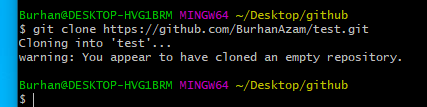 Burhan@DESKTOP-HVG1BRM MINGW64 ~/Desktop/github
$ git clone https://github.com/BurhanAzam/test.git
Cloning into 'test'...
warning: You appear to have cloned an empty repository.
Burhan@DESKTOP-HVG1BRM MINGW64 ~/Desktop/github
$